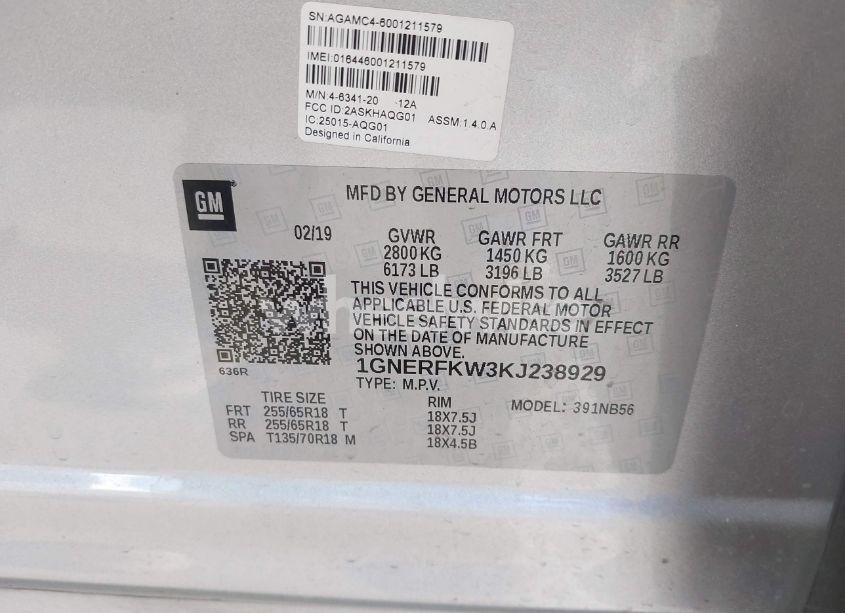 SN:AGAMC4-6001211579
IMEI:016446001211579
M/N:4-6341-20 -12A
FCC ID:2ASKHAQG01 ASSM:1.4.0.A
IC:25015-AQG01
Designed in California
GM
MFD BY GENERAL MOTORS LLC
02/19 GVWR GAWR FRT GAWR RR
2800 KG 1450 KG 1600 KG
6173 LB 3196 LB 3527 LB
THIS VEHICLE CONFORMS TO ALL
APPLICABLE U.S. FEDERAL MOTOR
VEHICLE SAFETY STANDARDS IN EFFECT
ON THE DATE OF MANUFACTURE
SHOWN ABOVE.
636R
1GNERFKW3KJ238929
TYPE: M.P.V.
TIRE SIZE RIM MODEL: 391NB56
FRT 255/65R18 T 18X7.5J
RR 255/65R18 T 18X7.5J
SPA T135/70R18 M 18X4.5B